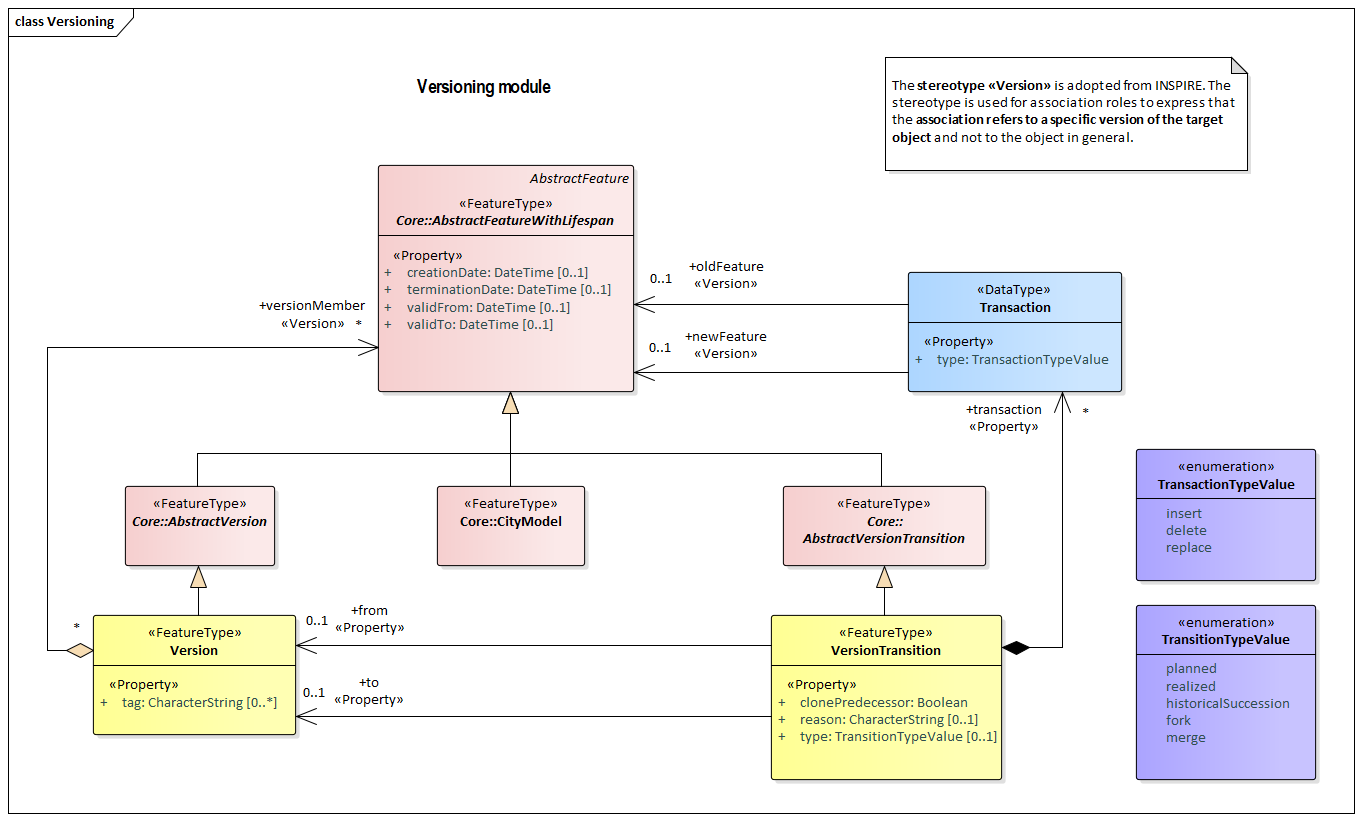 class Versioning
Versioning module
The stereotype «Version» is adopted from INSPIRE. The
stereotype is used for association roles to express that
the association refers to a specific version of the target
object and not to the object in general.
AbstractFeature
«FeatureType»
Core::AbstractFeatureWithLifespan
«Property»
+ creationDate: DateTime [0..1]
+ terminationDate: DateTime [0..1]
+ validFrom: DateTime [0..1]
+ validTo: DateTime [0..1]
+versionMember
«Version» *
+oldFeature
0..1 «Version»
+newFeature
0..1 «Version»
«DataType»
Transaction
«Property»
+ type: TransactionTypeValue
+transaction *
«Property»
«FeatureType»
Core::AbstractVersion
«FeatureType»
Core::CityModel
«FeatureType»
Core::
AbstractVersionTransition
«enumeration»
TransactionTypeValue
insert
delete
replace
*
«FeatureType»
Version
«Property»
+ tag: CharacterString [0..*]
+from
0..1 «Property»
+to
0..1 «Property»
«FeatureType»
VersionTransition
«Property»
+ clonePredecessor: Boolean
+ reason: CharacterString [0..1]
+ type: TransitionTypeValue [0..1]
«enumeration»
TransitionTypeValue
planned
realized
historicalSuccession
fork
merge